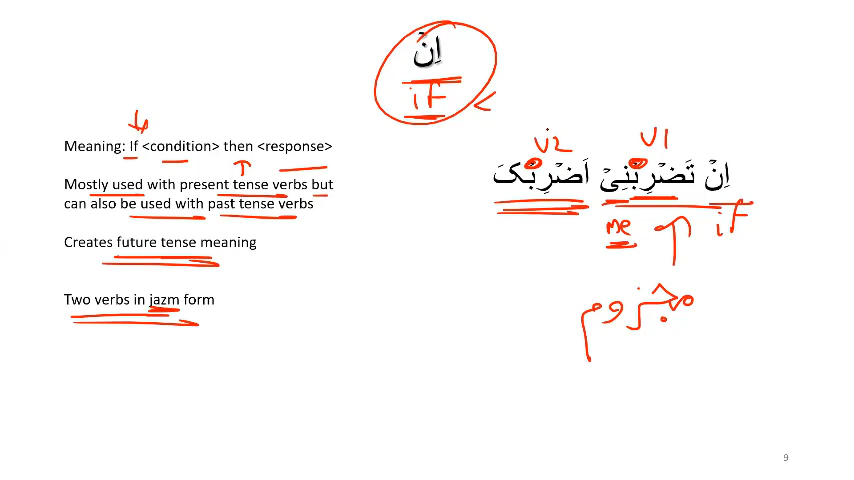 اِنۡ
if
Meaning: If <condition> then <response>
Mostly used with present tense verbs but
can also be used with past tense verbs
Creates future tense meaning
Two verbs in jazm form
V2 V1
اِنۡ تَضۡرِبۡنِیۡ اَضۡرِبۡکَ
me if
مجزوم
9